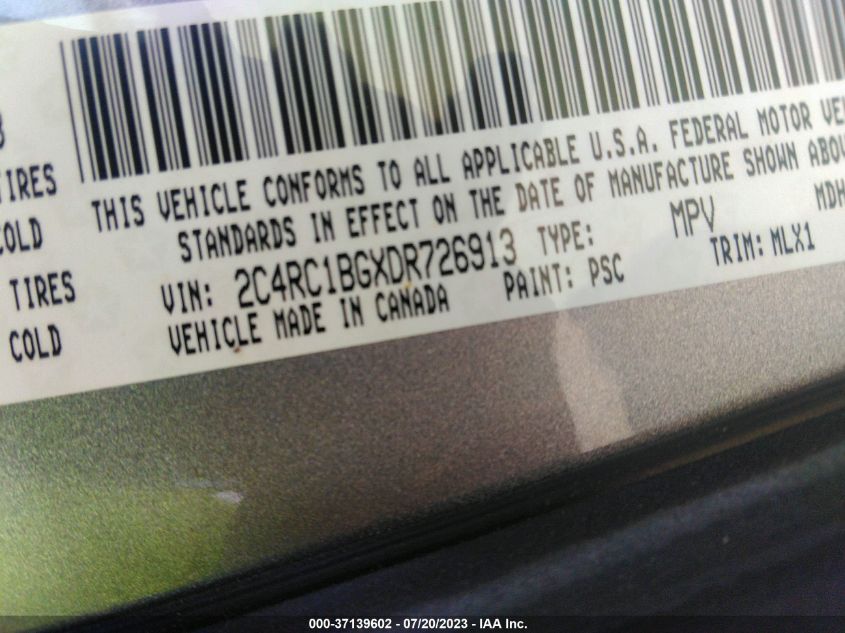 TIRES
COLD
TIRES
COLD
THIS VEHICLE CONFORMS TO ALL APPLICABLE U.S.A. FEDERAL MOTOR
STANDARDS IN EFFECT ON THE DATE OF MANUFACTURE SHOWN
VIN: 2C4RC1BGXDR726913 TYPE: MPV MDH
VEHICLE MADE IN CANADA PAINT: PSC TRIM: MLX1
000-37139602 - 07/20/2023 - IAA Inc.